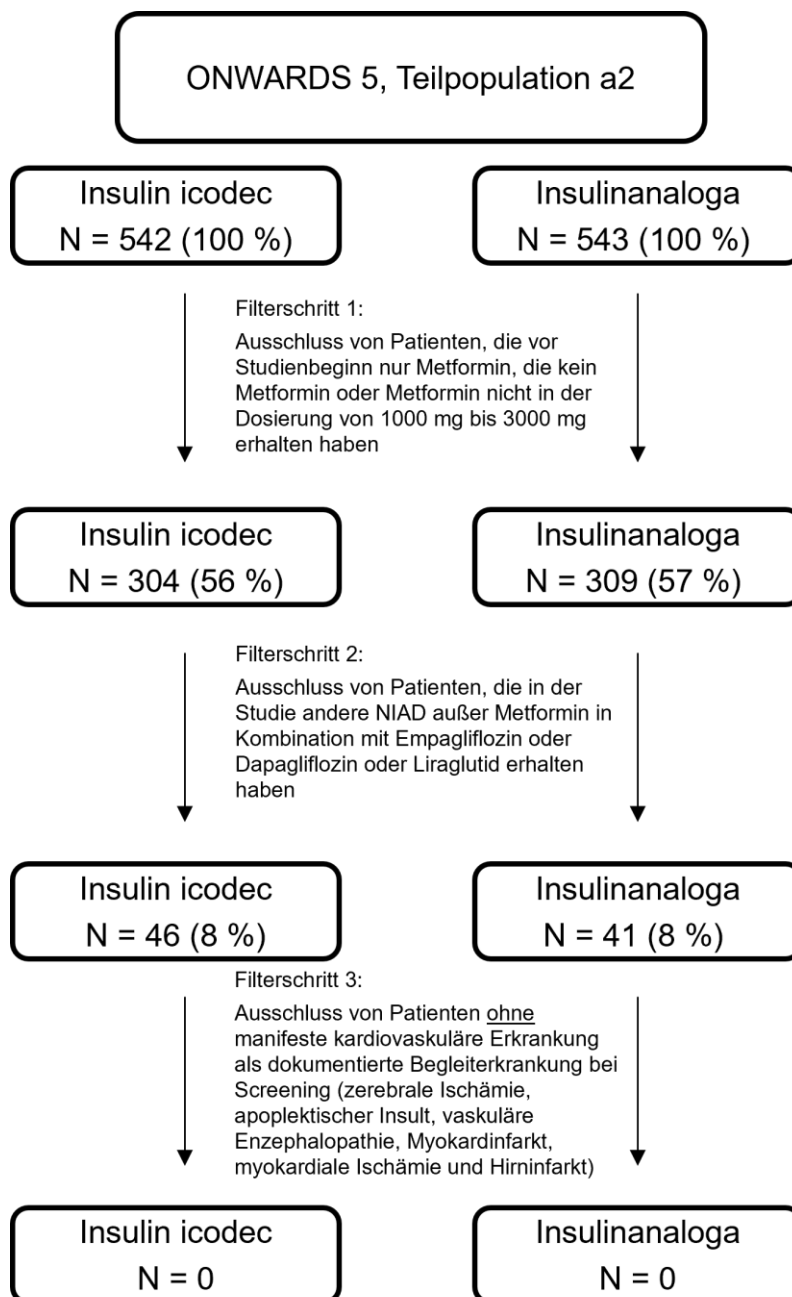 ONWARDS 5, Teilpopulation a2
Insulin icodec
N = 542 (100 %)
Insulinanaloga
N = 543 (100 %)
Filterschritt 1:
Ausschluss von Patienten, die vor
Studienbeginn nur Metformin, die kein
Metformin oder Metformin nicht in der
Dosierung von 1000 mg bis 3000 mg
erhalten haben
Insulin icodec
N = 304 (56 %)
Insulinanaloga
N = 309 (57 %)
Filterschritt 2:
Ausschluss von Patienten, die in der
Studie andere NIAD außer Metformin in
Kombination mit Empagliflozin oder
Dapagliflozin oder Liraglutid erhalten
haben
Insulin icodec
N = 46 (8 %)
Insulinanaloga
N = 41 (8 %)
Filterschritt 3:
Ausschluss von Patienten ohne
manifeste kardiovaskuläre Erkrankung
als dokumentierte Begleiterkrankung bei
Screening (zerebrale Ischämie,
apoplektischer Insult, vaskuläre
Enzephalopathie, Myokardinfarkt,
myokardiale Ischämie und Hirninfarkt)
Insulin icodec
N = 0
Insulinanaloga
N = 0